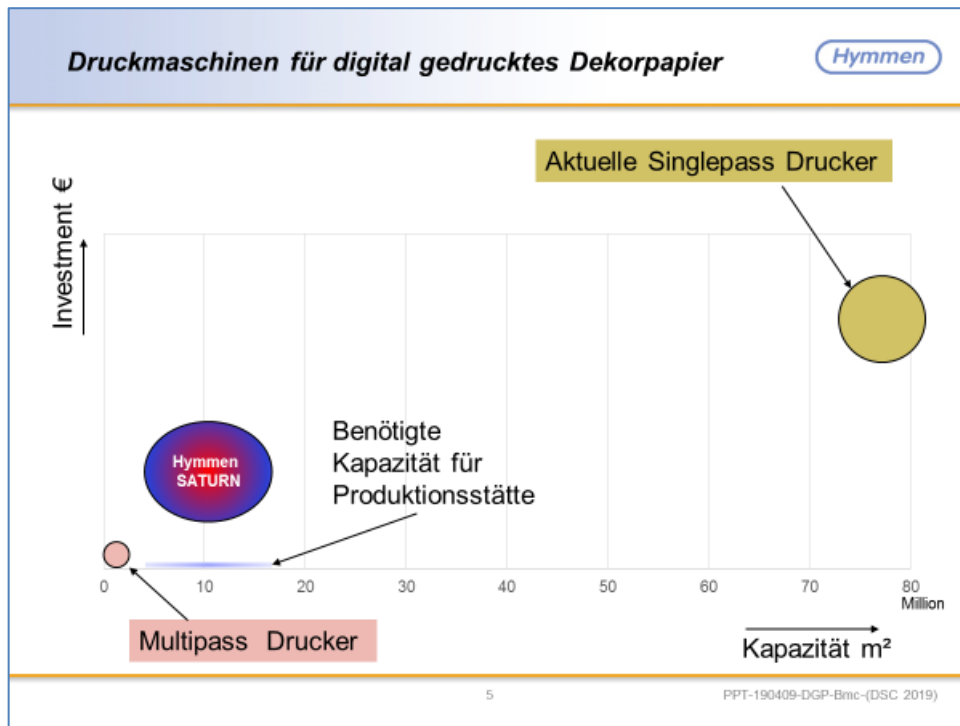 Druckmaschinen für digital gedrucktes Dekorpapier
Hymmen
Aktuelle Singlepass Drucker
Investment €
Benötigte
Kapazität für
Produktionsstätte
Hymmen
SATURN
0 10 20 30 40 50 60 70 80
Million
Multipass Drucker
Kapazität m²
5
PPT-190409-DGP-Bmc-(DSC 2019)